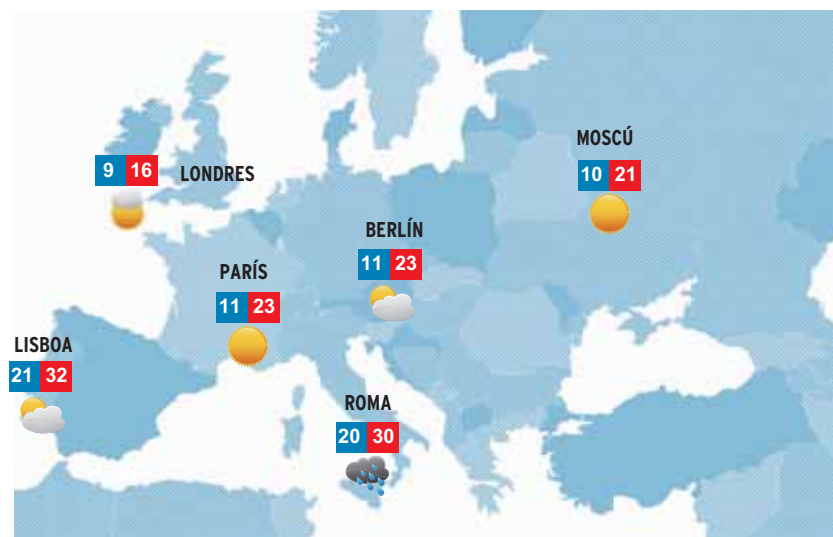 MOSCÚ
10 21
9 16
LONDRES
BERLÍN
11 23
PARÍS
11 23
LISBOA
21 32
ROMA
20 30